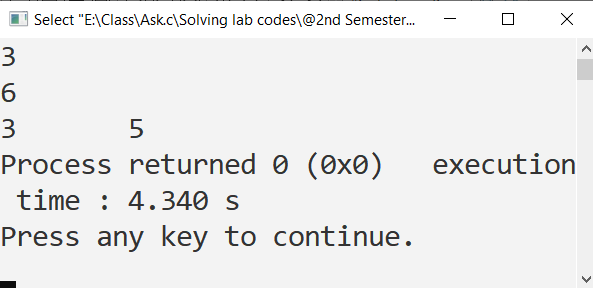 Select "E:\Class\Ask.c\Solving lab codes\@2nd Semester...
3
6
3       5
Process returned 0 (0x0)   execution
 time : 4.340 s
Press any key to continue.